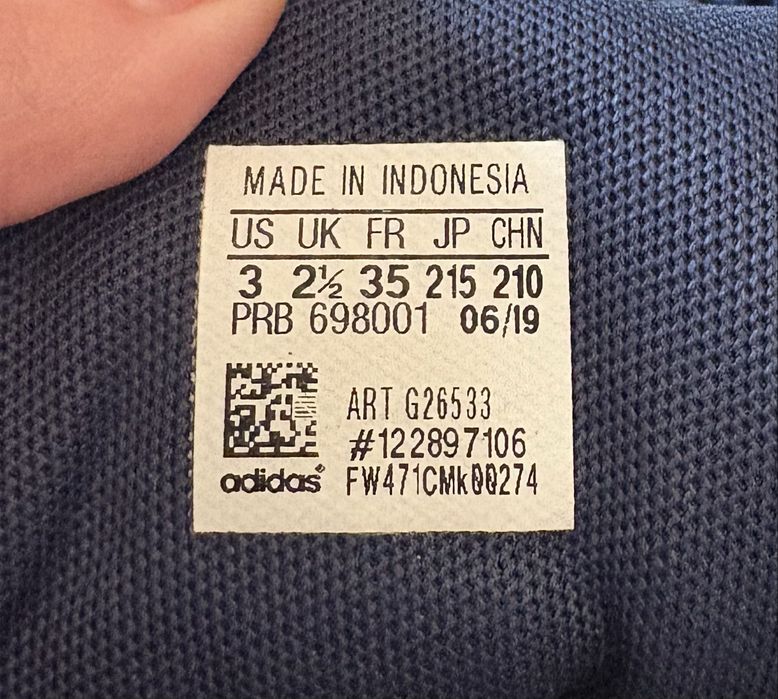 MADE IN INDONESIA
US UK FR JP CHN
3 2½ 35 215 210
PRB 698001 06/19
ART G26533
#122897106
adidas® FW471CMk00274